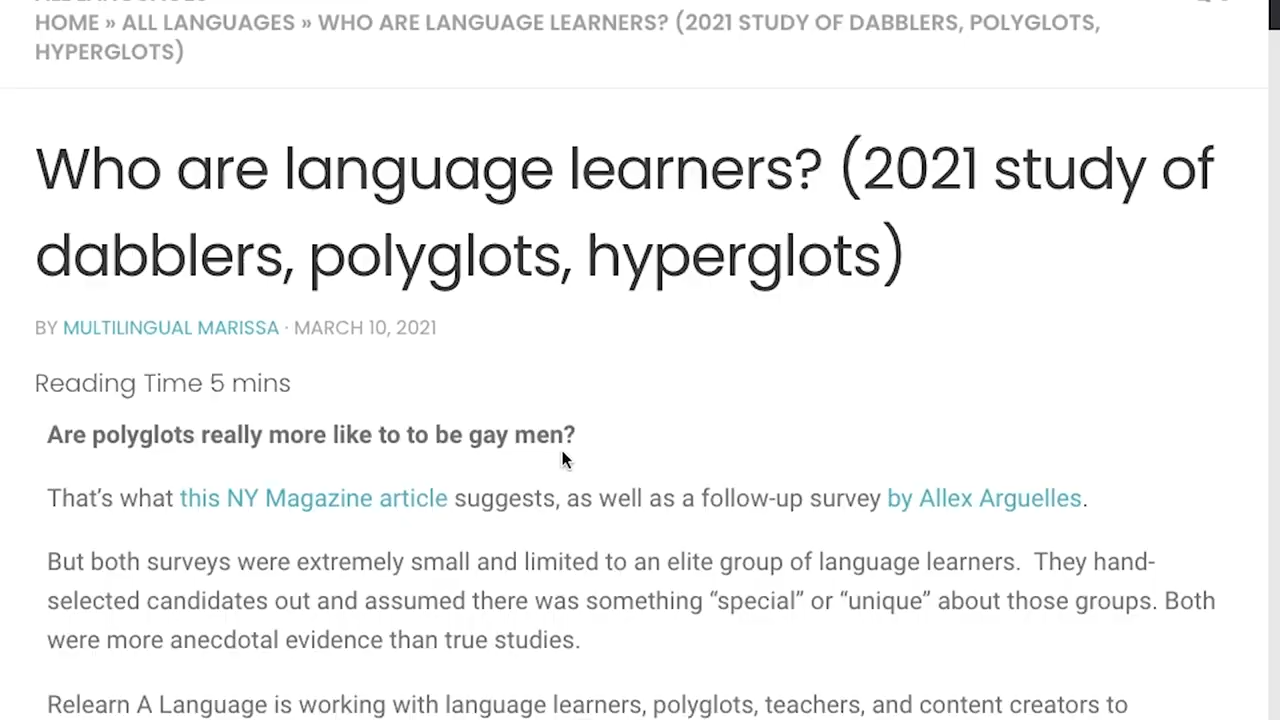 HOME » ALL LANGUAGES » WHO ARE LANGUAGE LEARNERS? (2021 STUDY OF DABBLERS, POLYGLOTS,
HYPERGLOTS)
Who are language learners? (2021 study of
dabblers, polyglots, hyperglots)
BY MULTILINGUAL MARISSA · MARCH 10, 2021
Reading Time 5 mins
Are polyglots really more like to to be gay men?
That’s what this NY Magazine article suggests, as well as a follow-up survey by Allex Arguelles.
But both surveys were extremely small and limited to an elite group of language learners.  They hand-
selected candidates out and assumed there was something “special” or “unique” about those groups. Both
were more anecdotal evidence than true studies.
Relearn A Language is working with language learners, polyglots, teachers, and content creators to